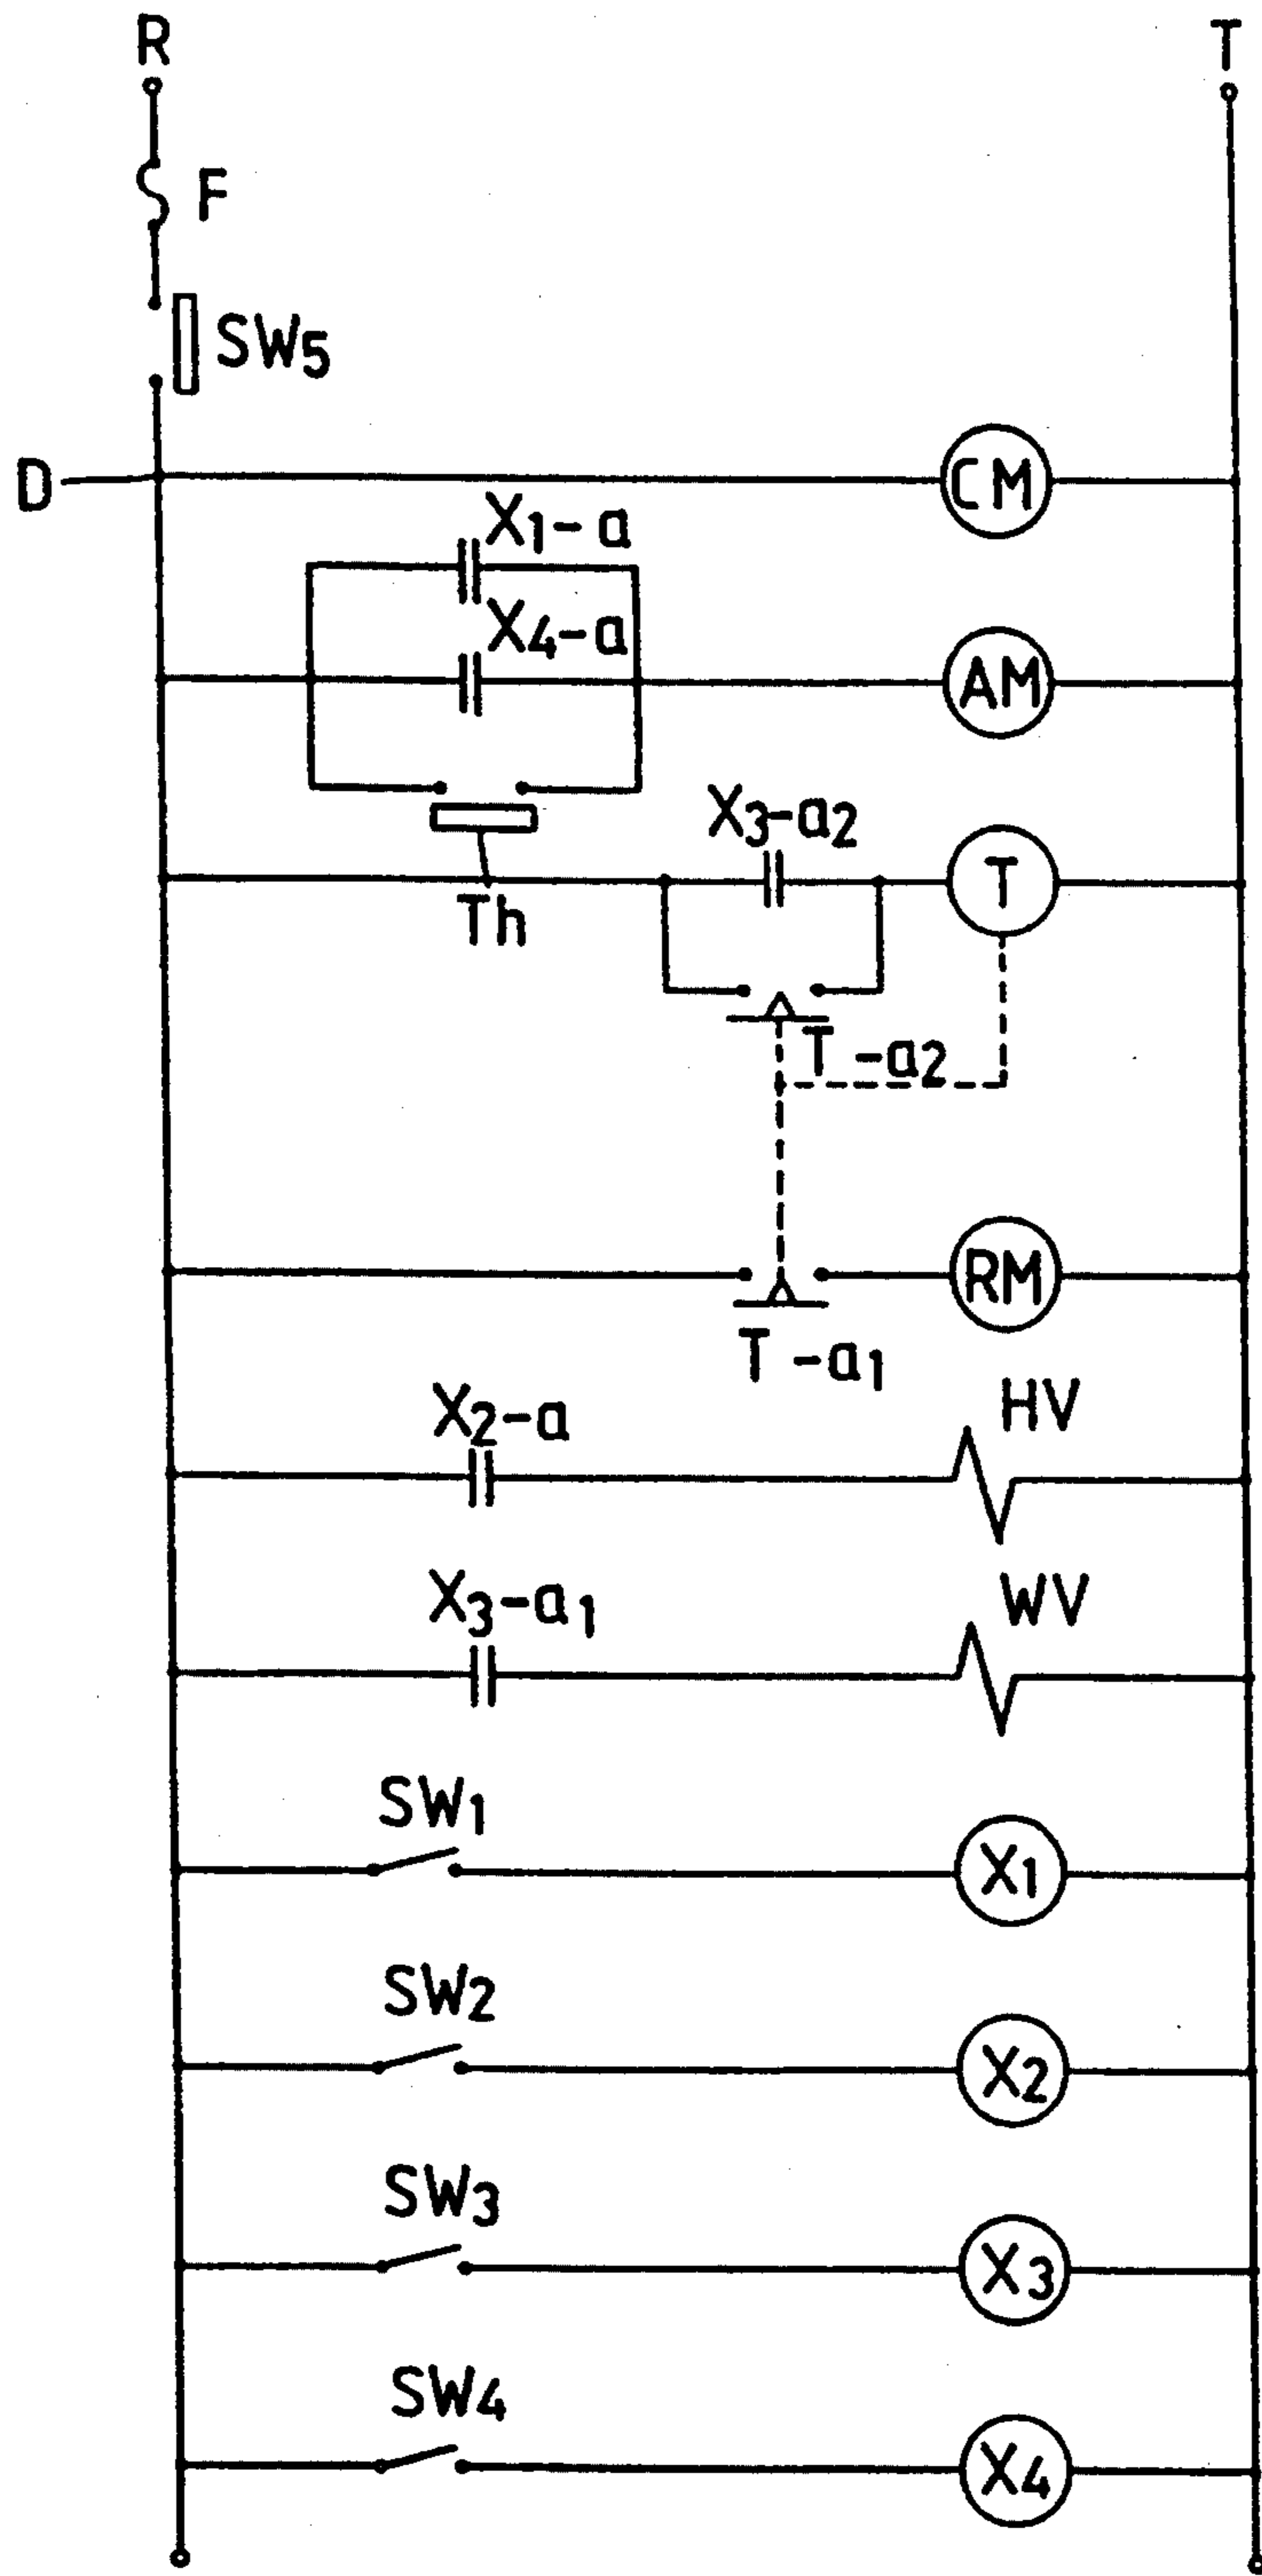 R T
F
SW5
D CM
X1-a
X4-a AM
X3-a2
T
Th
T-a2
RM
T-a1
HV
X2-a
WV
X3-a1
SW1
X1
SW2
X2
SW3
X3
SW4
X4